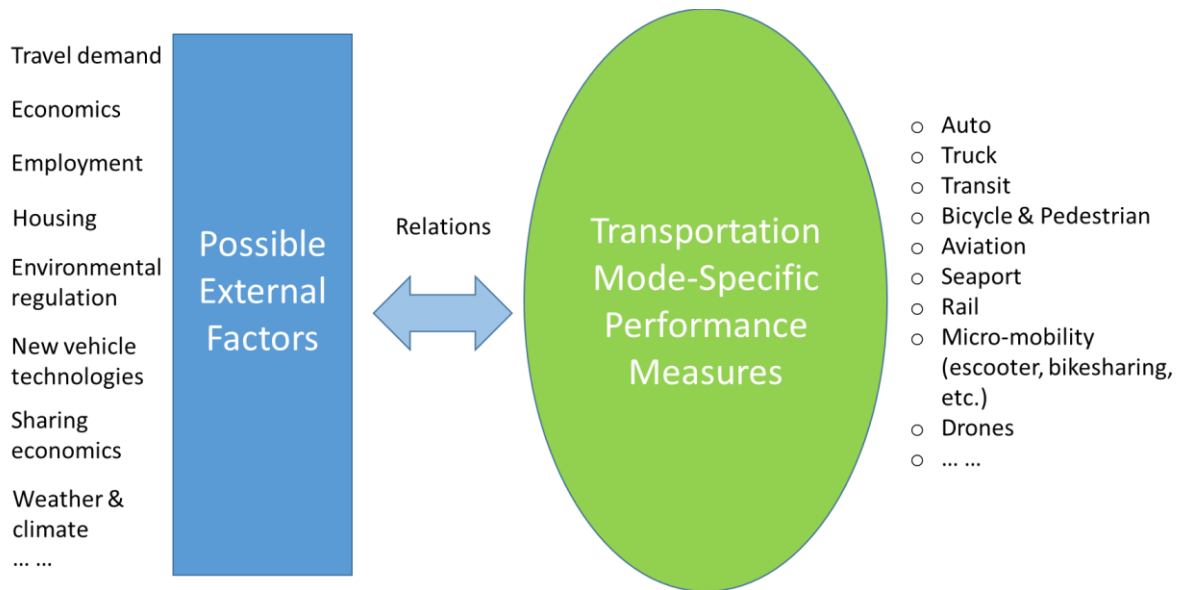 Travel demand
Economics
Employment
Housing
Environmental
regulation
New vehicle
technologies
Sharing
economics
Weather &
climate
... ...
Possible
External
Factors
Relations
Transportation
Mode-Specific
Performance
Measures
o Auto
o Truck
o Transit
o Bicycle & Pedestrian
o Aviation
o Seaport
o Rail
o Micro-mobility
(escooter, bikesharing,
etc.)
o Drones
o ... ...